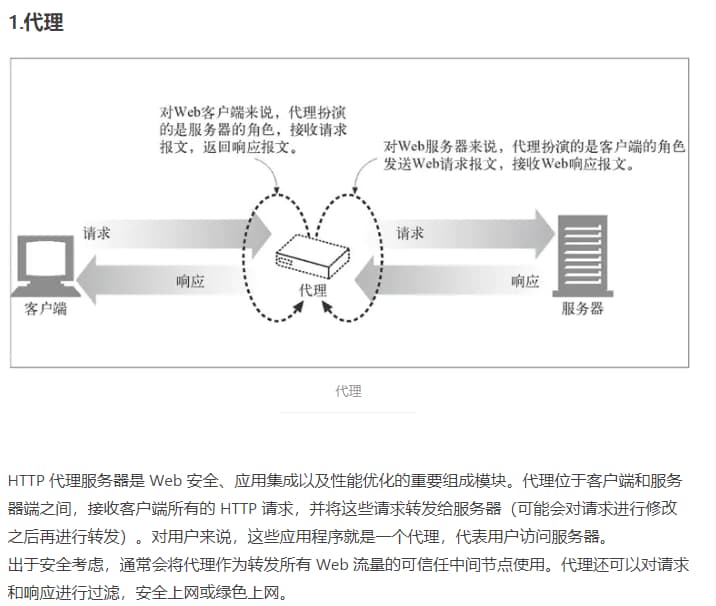 1.代理
对Web客户端来说，代理扮演
的是服务器的角色，接收请求
报文，返回响应报文。
对Web服务器来说，代理扮演的是客户端的角色
发送Web请求报文，接收Web响应报文。
请求
请求
响应
响应
代理
客户端
服务器
代理
HTTP 代理服务器是 Web 安全、应用集成以及性能优化的重要组成模块。代理位于客户端和服务
器端之间，接收客户端所有的 HTTP 请求，并将这些请求转发给服务器（可能会对请求进行修改
之后再进行转发）。对用户来说，这些应用程序就是一个代理，代表用户访问服务器。
出于安全考虑，通常会将代理作为转发所有 Web 流量的可信任中间节点使用。代理还可以对请求
和响应进行过滤，安全上网或绿色上网。